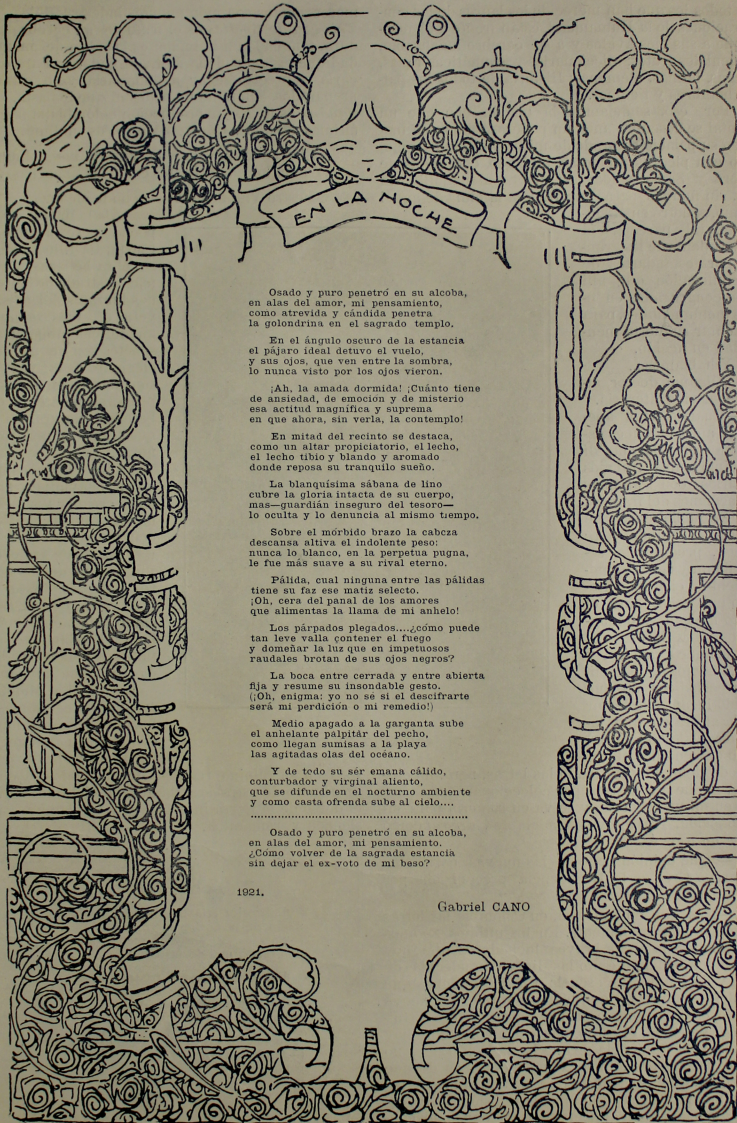 EN LA NOCHE
Osado y puro penetró en su alcoba,
en alas del amor, mi pensamiento,
como atrevida y cándida penetra
la golondrina en el sagrado templo.
En el ángulo oscuro de la estancia
el pájaro ideal detuvo el vuelo,
y sus ojos, que ven entre la sombra,
lo nunca visto por los ojos vieron.
¡Ah, la amada dormida! ¡Cuánto tiene
de ansiedad, de emoción y de misterio
esa actitud magnífica y suprema
en que ahora, sin verla, la contemplo!
En mitad del recinto se destaca,
como un altar propiciatorio, el lecho,
el lecho tibio y blando y aromado
donde reposa su tranquilo sueño.
La blanquísima sábana de lino
cubre la gloria intacta de su cuerpo,
mas—guardián inseguro del tesoro—
lo oculta y lo denuncia al mismo tiempo.
Sobre el mórbido brazo la cabcza
descansa altiva el indolente peso:
nunca lo blanco, en la perpetua pugna,
le fue más suave a su rival eterno.
Pálida, cual ninguna entre las pálidas
tiene su faz ese matiz selecto.
¡Oh, cera del panal de los amores
que alimentas la llama de mi anhelo!
Los párpados plegados....¿cómo puede
tan leve valla contener el fuego
y domeñar la luz que en impetuosos
raudales brotan de sus ojos negros?
La boca entre cerrada y entre abierta
fija y resume su insondable gesto.
(¡Oh, enigma: yo no sé si el descifrarte
será mi perdición o mi remedio!)
Medio apagado a la garganta sube
el anhelante palpitár del pecho,
como llegan sumisas a la playa
las agitadas olas del océano.
Y de todo su sér emana cálido,
conturbador y virginal aliento,
que se difunde en el nocturno ambiente
y como casta ofrenda sube al cielo....
Osado y puro penetró en su alcoba,
en alas del amor, mi pensamiento.
¿Cómo volver de la sagrada estancia
sin dejar el ex-voto de mi beso?
1921.
Gabriel CANO